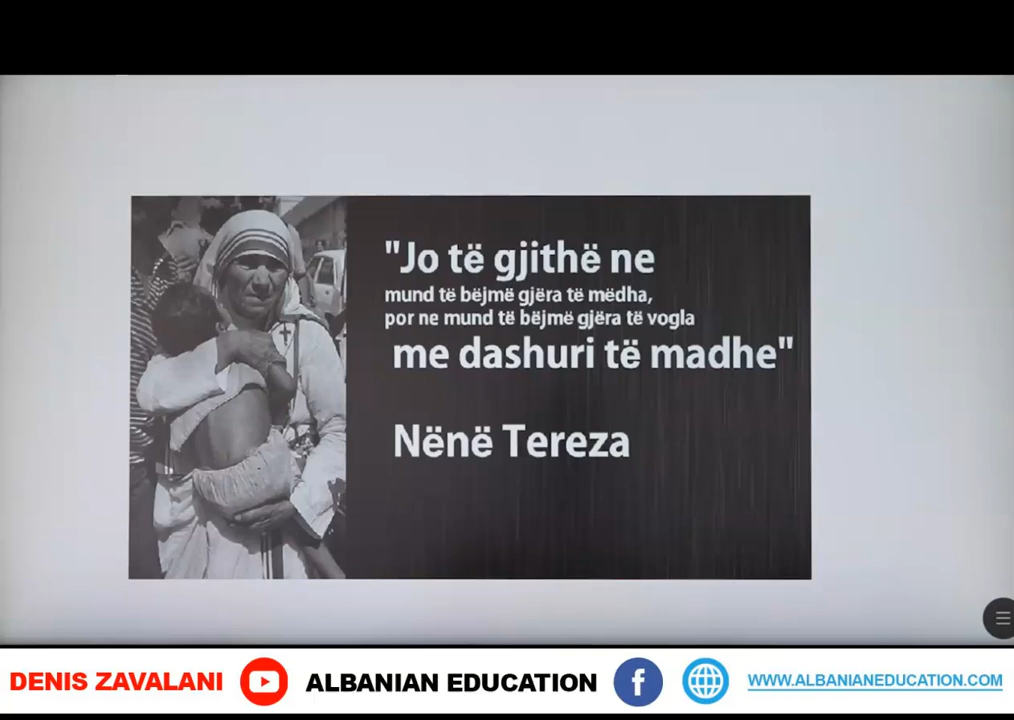 "Jo të gjithë ne
mund të bëjmë gjëra të mëdha,
por ne mund të bëjmë gjëra të vogla
me dashuri të madhe"
Nënë Tereza
DENIS ZAVALANI ALBANIAN EDUCATION WWW.ALBANIANEDUCATION.COM